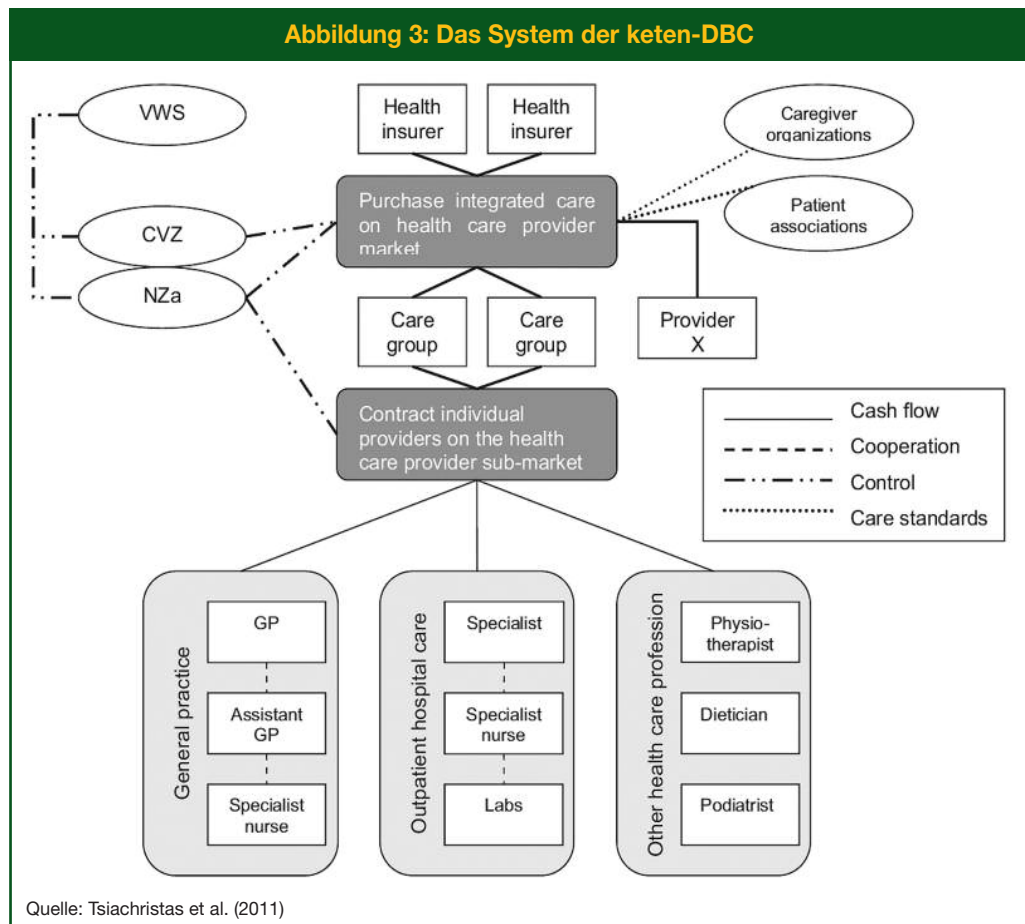 Abbildung 3: Das System der keten-DBC
VWS
Health
insurer
Health
insurer
Caregiver
organizations
Purchase integrated care
on health care provider
market
Patient
associations
CVZ
NZa
Care
group
Care
group
Provider
X
Contract individual
providers on the health
care provider sub-market
Cash flow
Cooperation
Control
Care standards
General practice
GP
Assistant
GP
Specialist
nurse
Outpatient hospital care
Specialist
Specialist
nurse
Labs
Other health care profession
Physio-
therapist
Dietician
Podiatrist
Quelle: Tsiachristas et al. (2011)